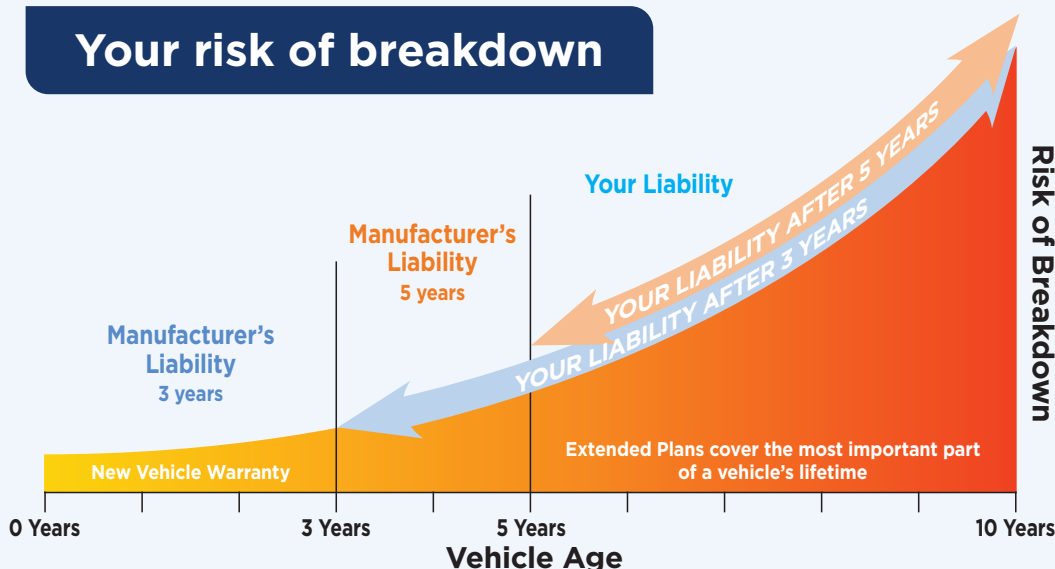 Your risk of breakdown
Your Liability
Manufacturer's
Liability
5 years
Manufacturer's
Liability
3 years
YOUR LIABILITY AFTER 5 YEARS
YOUR LIABILITY AFTER 3 YEARS
Risk of Breakdown
New Vehicle Warranty
Extended Plans cover the most important part
of a vehicle's lifetime
0 Years
3 Years
5 Years
10 Years
Vehicle Age